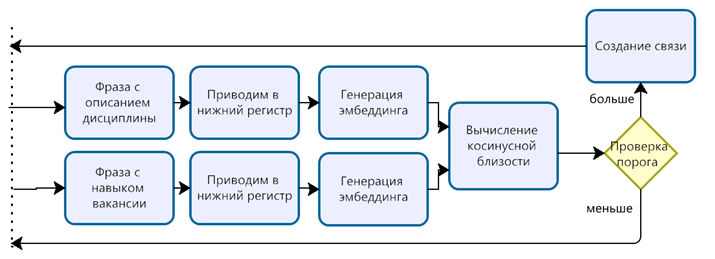 Создание связи
больше
Фраза с
описанием
дисциплины
Приводим в
нижний регистр
Генерация
эмбеддинга
Вычисление
косинусной
близости
Проверка
порога
Фраза с
навыком
вакансии
Приводим в
нижний регистр
Генерация
эмбеддинга
меньше